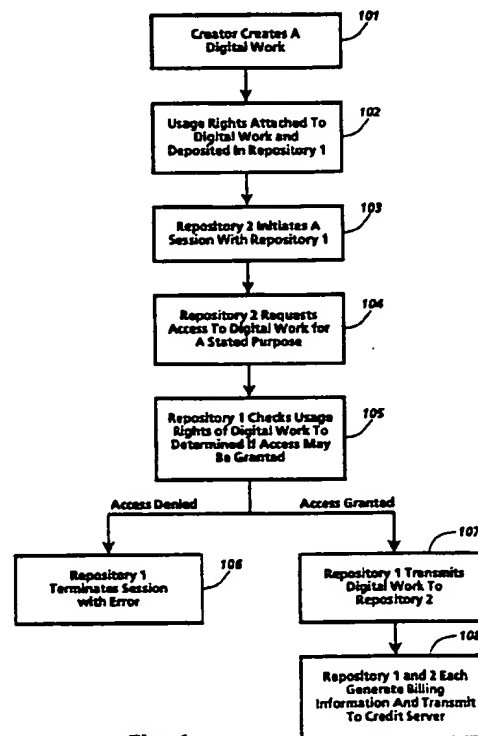 101
Creator Creates A
Digital Work
102
Usage Rights Attached To
Digital Work and
Deposited In Repository 1
103
Repository 2 Initiates A
Session With Repository 1
104
Repository 2 Requests
Access To Digital Work for
A Stated Purpose
105
Repository 1 Checks Usage
Rights of Digital Work To
Determined If Access May
Be Granted
Access Denied
Access Granted
106
Repository 1
Terminates Session
with Error
107
Repository 1 Transmits
Digital Work To
Repository 2
108
Repository 1 and 2 Each
Generate Billing
Information And Transmit
To Credit Server